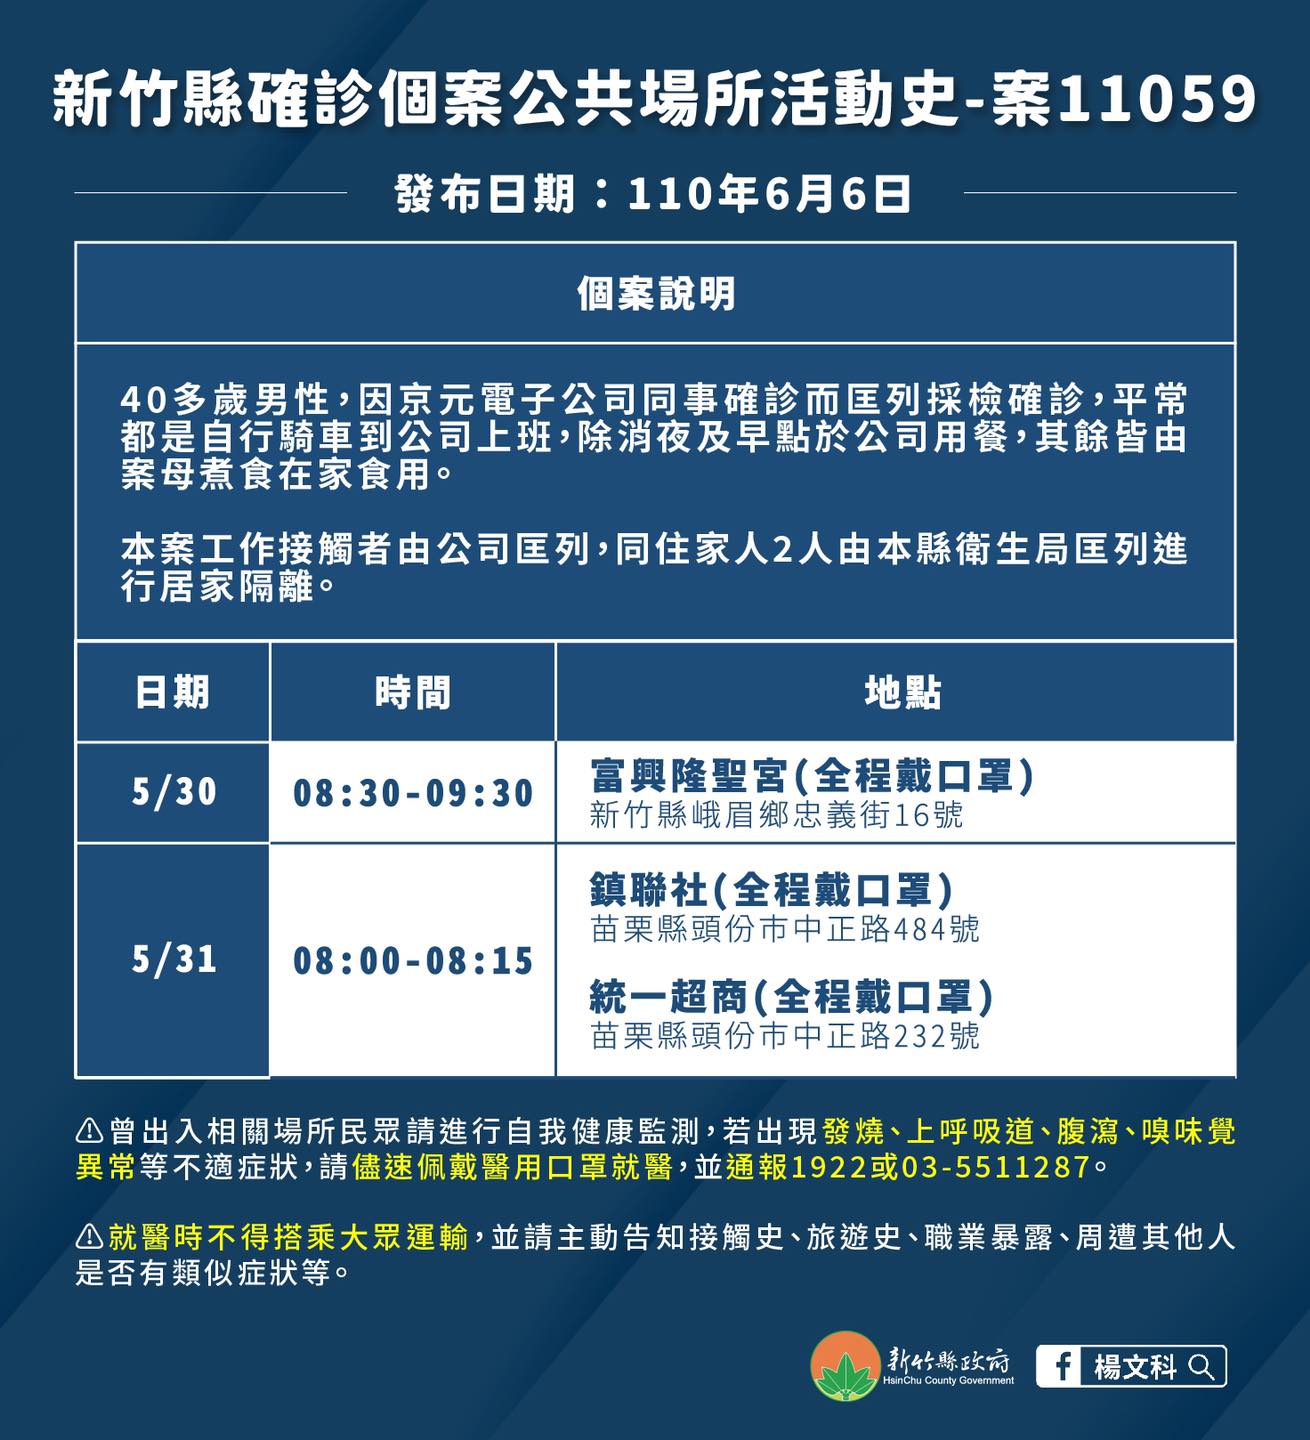 新竹縣確診個案公共場所活動史-案11059
發布日期：110年6月6日
個案說明
40多歲男性，因京元電子公司同事確診而匡列採檢確診，平常
都是自行騎車到公司上班，除消夜及早點於公司用餐，其餘皆由
案母煮食在家食用。
本案工作接觸者由公司匡列，同住家人2人由本縣衛生局匡列進
行居家隔離。
日期
時間
地點
5/30
08:30-09:30
富興隆聖宮(全程戴口罩)
新竹縣峨眉鄉忠義街16號
5/31
08:00-08:15
鎮聯社(全程戴口罩)
苗栗縣頭份市中正路484號
統一超商(全程戴口罩)
苗栗縣頭份市中正路232號
⚠曾出入相關場所民眾請進行自我健康監測，若出現發燒、上呼吸道、腹瀉、嗅味覺
異常等不適症狀，請儘速佩戴醫用口罩就醫，並通報1922或03-5511287。
⚠就醫時不得搭乘大眾運輸，並請主動告知接觸史、旅遊史、職業暴露、周遭其他人
是否有類似症狀等。
新竹縣政府
HsinChu County Government
f 楊文科